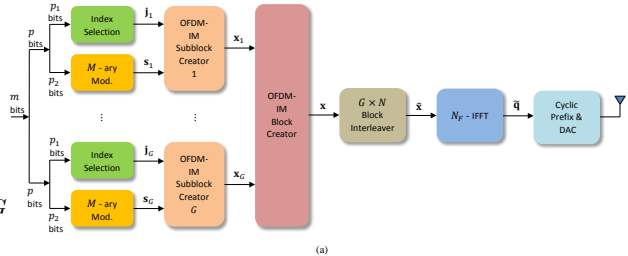 p₁
bits
Index
Selection
j₁
p
bits
OFDM-
IM
Subblock
Creator
1
x₁
p₂
bits
M - ary
Mod.
s₁
m
bits
⋮
⋮
OFDM-
IM
Block
Creator
x
G × N
Block
Interleaver
x̃
N_F - IFFT
q̃
Cyclic
Prefix &
DAC
p₁
bits
Index
Selection
j_G
p
bits
OFDM-
IM
Subblock
Creator
G
x_G
p₂
bits
M - ary
Mod.
s_G
(a)